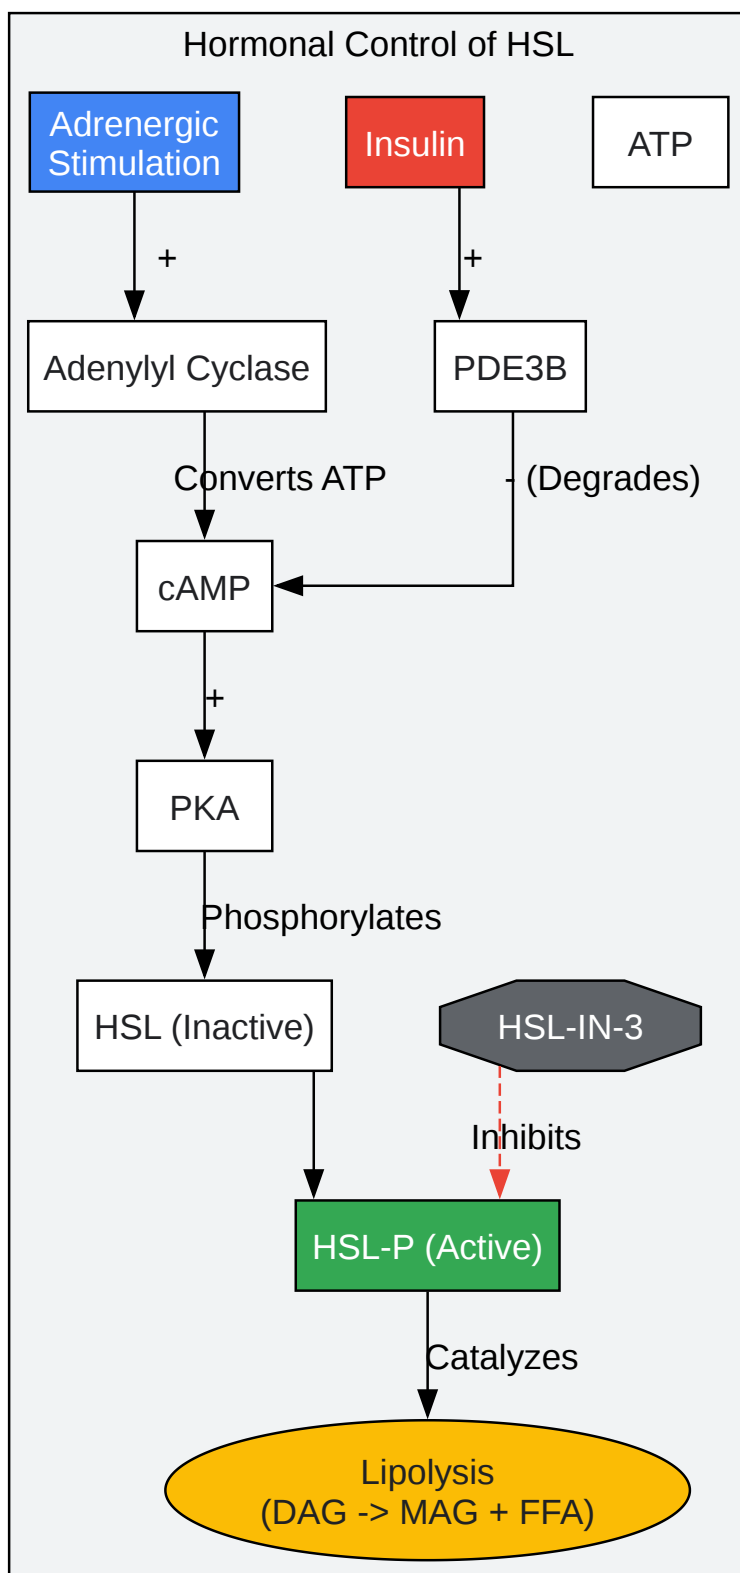 Hormonal Control of HSL
Adrenergic
Stimulation
Insulin
ATP
+
+
Adenylyl Cyclase
PDE3B
Converts ATP
- (Degrades)
cAMP
+
PKA
Phosphorylates
HSL (Inactive)
HSL-IN-3
Inhibits
HSL-P (Active)
Catalyzes
Lipolysis
(DAG -> MAG + FFA)